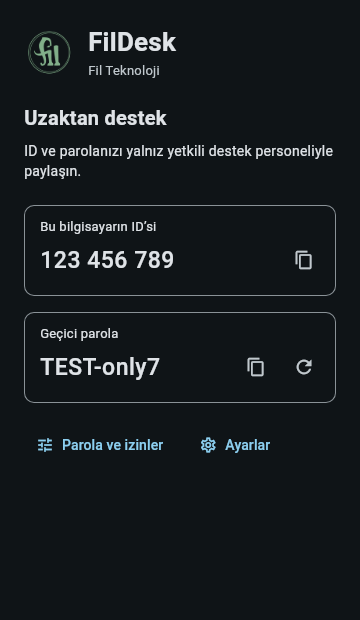 fil
FilDesk
Fil Teknoloji
Uzaktan destek
ID ve parolanızı yalnız yetkili destek personeliyle
paylaşın.
Bu bilgisayarın ID’si
123 456 789
Geçici parola
TEST-only7
Parola ve izinler
Ayarlar